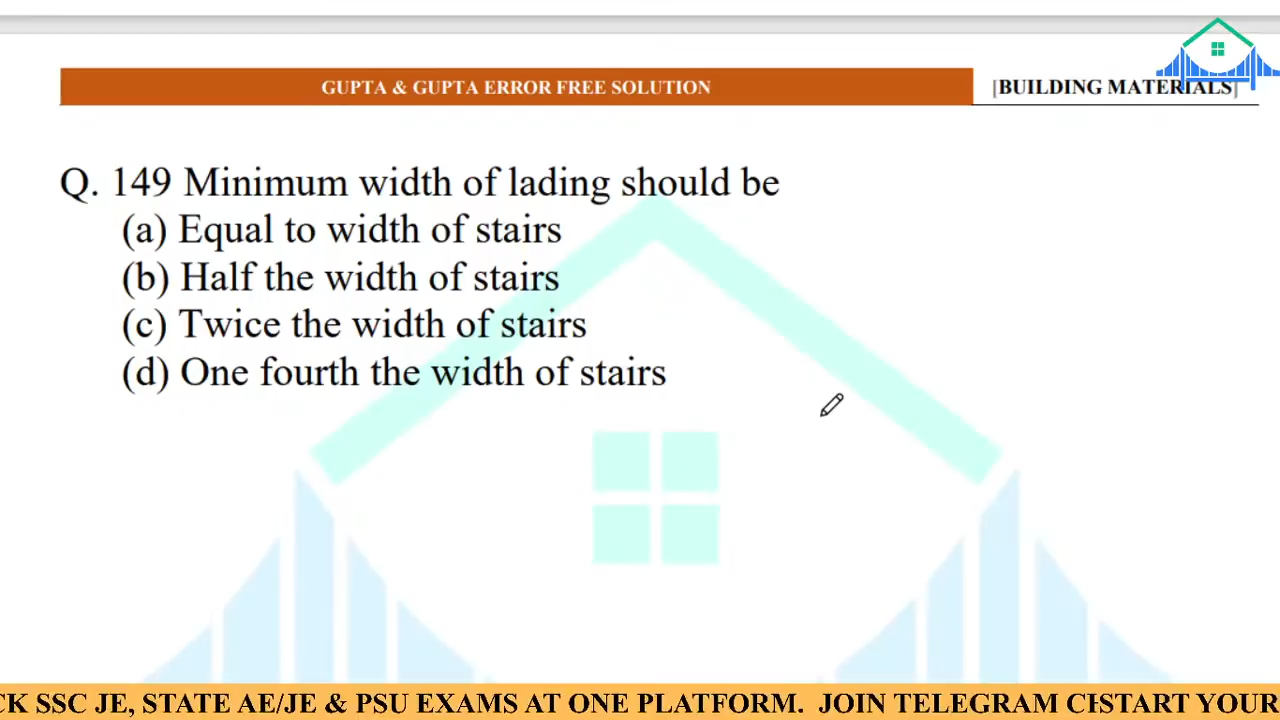 GUPTA & GUPTA ERROR FREE SOLUTION
[BUILDING MATERIALS]
Q. 149 Minimum width of lading should be
(a) Equal to width of stairs
(b) Half the width of stairs
(c) Twice the width of stairs
(d) One fourth the width of stairs
CK SSC JE, STATE AE/JE & PSU EXAMS AT ONE PLATFORM. JOIN TELEGRAM START YOUR